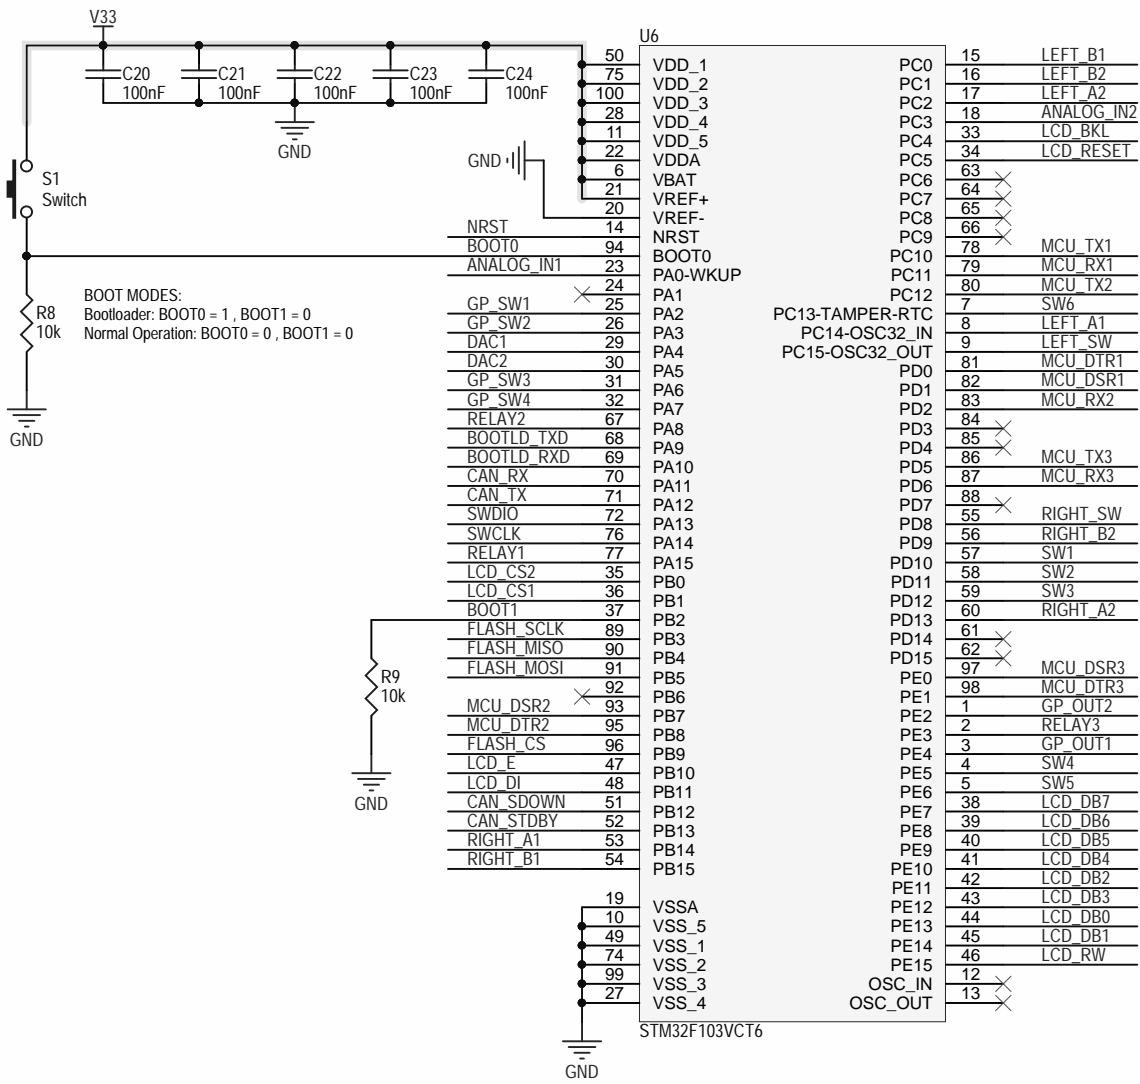 V33
C20
100nF
C21
100nF
C22
100nF
C23
100nF
C24
100nF
GND
GND
S1
Switch
R8
10k
GND
BOOT MODES:
Bootloader: BOOT0 = 1 , BOOT1 = 0
Normal Operation: BOOT0 = 0 , BOOT1 = 0
R9
10k
GND
U6
50 VDD_1
75 VDD_2
100 VDD_3
28 VDD_4
11 VDD_5
22 VDDA
6 VBAT
21 VREF+
20 VREF-
NRST 14 NRST
BOOT0 94 BOOT0
ANALOG_IN1 23 PA0-WKUP
24 PA1
GP_SW1 25 PA2
GP_SW2 26 PA3
DAC1 29 PA4
DAC2 30 PA5
GP_SW3 31 PA6
GP_SW4 32 PA7
RELAY2 67 PA8
BOOTLD_TXD 68 PA9
BOOTLD_RXD 69 PA10
CAN_RX 70 PA11
CAN_TX 71 PA12
SWDIO 72 PA13
SWCLK 76 PA14
RELAY1 77 PA15
LCD_CS2 35 PB0
LCD_CS1 36 PB1
BOOT1 37 PB2
FLASH_SCLK 89 PB3
FLASH_MISO 90 PB4
FLASH_MOSI 91 PB5
92 PB6
MCU_DSR2 93 PB7
MCU_DTR2 95 PB8
FLASH_CS 96 PB9
LCD_E 47 PB10
LCD_DI 48 PB11
CAN_SDOWN 51 PB12
CAN_STDBY 52 PB13
RIGHT_A1 53 PB14
RIGHT_B1 54 PB15
19 VSSA
10 VSS_5
49 VSS_1
74 VSS_2
99 VSS_3
27 VSS_4
GND
PC0 15 LEFT_B1
PC1 16 LEFT_B2
PC2 17 LEFT_A2
PC3 18 ANALOG_IN2
PC4 33 LCD_BKL
PC5 34 LCD_RESET
PC6 63
PC7 64
PC8 65
PC9 66
PC10 78 MCU_TX1
PC11 79 MCU_RX1
PC12 80 MCU_TX2
PC13-TAMPER-RTC 7 SW6
PC14-OSC32_IN 8 LEFT_A1
PC15-OSC32_OUT 9 LEFT_SW
PD0 81 MCU_DTR1
PD1 82 MCU_DSR1
PD2 83 MCU_RX2
PD3 84
PD4 85
PD5 86 MCU_TX3
PD6 87 MCU_RX3
PD7 88
PD8 55 RIGHT_SW
PD9 56 RIGHT_B2
PD10 57 SW1
PD11 58 SW2
PD12 59 SW3
PD13 60 RIGHT_A2
PD14 61
PD15 62
PE0 97 MCU_DSR3
PE1 98 MCU_DTR3
PE2 1 GP_OUT2
PE3 2 RELAY3
PE4 3 GP_OUT1
PE5 4 SW4
PE6 5 SW5
PE7 38 LCD_DB7
PE8 39 LCD_DB6
PE9 40 LCD_DB5
PE10 41 LCD_DB4
PE11 42 LCD_DB2
PE12 43 LCD_DB3
PE13 44 LCD_DB0
PE14 45 LCD_DB1
PE15 46 LCD_RW
OSC_IN 12
OSC_OUT 13
STM32F103VCT6